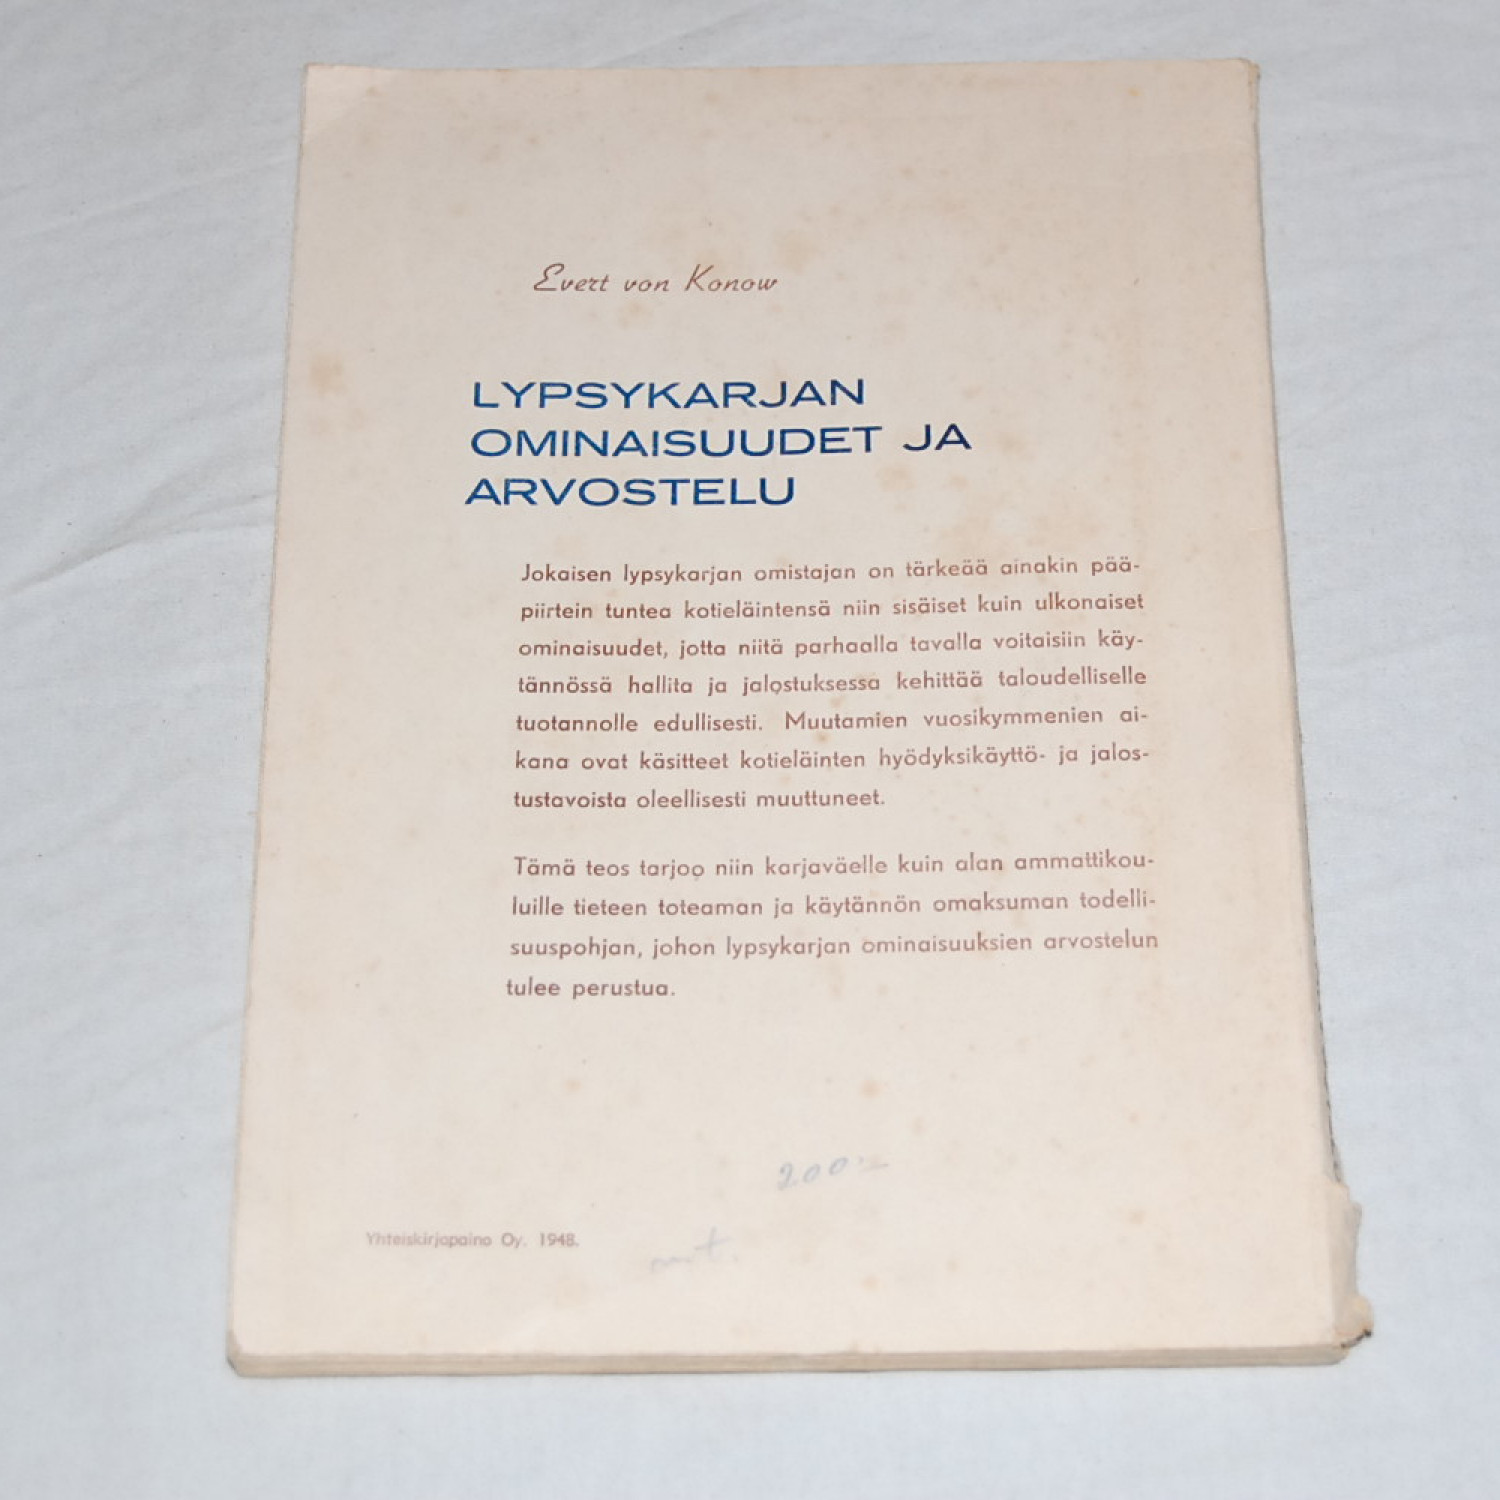 Evert von Konow
LYPSYKARJAN
OMINAISUUDET JA
ARVOSTELU
Jokaisen lypsykarjan omistajan on tärkeää ainakin pää-
piirtein tuntea kotieläintensä niin sisäiset kuin ulkonaiset
ominaisuudet, jotta niitä parhaalla tavalla voitaisiin käy-
tännössä hallita ja jalostuksessa kehittää taloudelliselle
tuotannolle edullisesti. Muutamien vuosikymmenien ai-
kana ovat käsitteet kotieläinten hyödyksikäyttö- ja jalos-
tustavoista oleellisesti muuttuneet.
Tämä teos tarjoo niin karjaväelle kuin alan ammattikou-
luille tieteen toteaman ja käytännön omaksuman todelli-
suuspohjan, johon lypsykarjan ominaisuuksien arvostelun
tulee perustua.
200:-
Yhteiskirjapaino Oy. 1948.